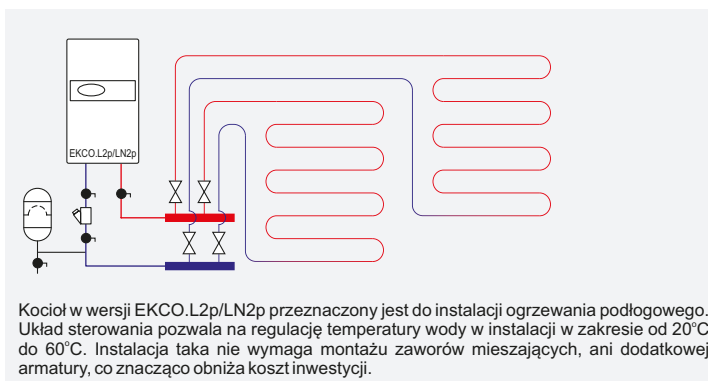 EKCO.L2p/LN2p
Kocioł w wersji EKCO.L2p/LN2p przeznaczony jest do instalacji ogrzewania podłogowego.
Układ sterowania pozwala na regulację temperatury wody w instalacji w zakresie od 20°C
do 60°C. Instalacja taka nie wymaga montażu zaworów mieszających, ani dodatkowej
armatury, co znacząco obniża koszt inwestycji.